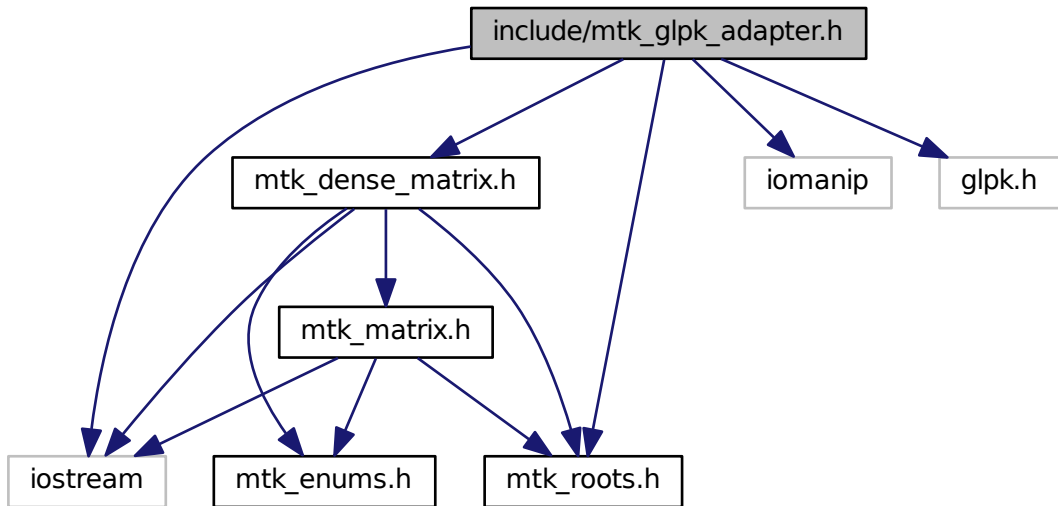 include/mtk_glpk_adapter.h
mtk_dense_matrix.h
iomanip
glpk.h
mtk_matrix.h
iostream
mtk_enums.h
mtk_roots.h